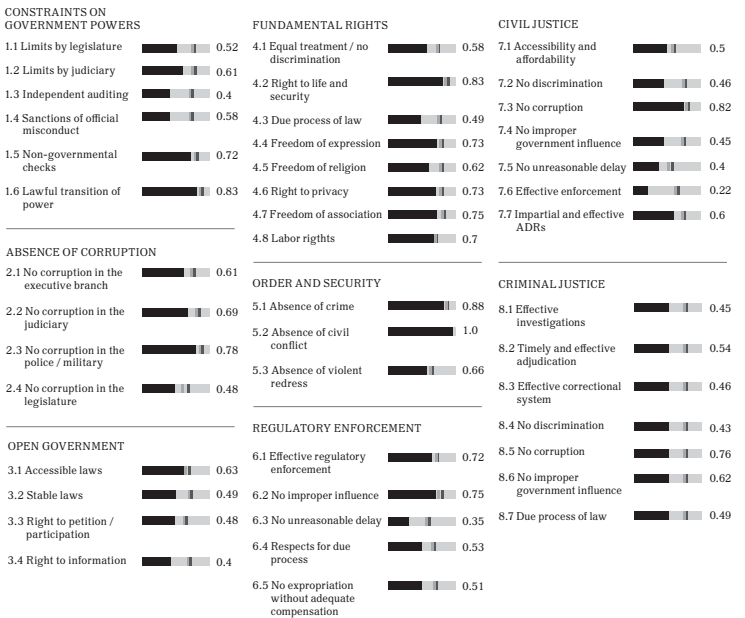 CONSTRAINTS ON
GOVERNMENT POWERS
1.1 Limits by legislature 0.52
1.2 Limits by judiciary 0.61
1.3 Independent auditing 0.4
1.4 Sanctions of official 0.58
misconduct
1.5 Non-governmental 0.72
checks
1.6 Lawful transition of 0.83
power
ABSENCE OF CORRUPTION
2.1 No corruption in the 0.61
executive branch
2.2 No corruption in the 0.69
judiciary
2.3 No corruption in the 0.78
police / military
2.4 No corruption in the 0.48
legislature
OPEN GOVERNMENT
3.1 Accessible laws 0.63
3.2 Stable laws 0.49
3.3 Right to petition / 0.48
participation
3.4 Right to information 0.4
FUNDAMENTAL RIGHTS
4.1 Equal treatment / no 0.58
discrimination
4.2 Right to life and 0.83
security
4.3 Due process of law 0.49
4.4 Freedom of expression 0.73
4.5 Freedom of religion 0.62
4.6 Right to privacy 0.73
4.7 Freedom of association 0.75
4.8 Labor rigthts 0.7
ORDER AND SECURITY
5.1 Absence of crime 0.88
5.2 Absence of civil 1.0
conflict
5.3 Absence of violent 0.66
redress
REGULATORY ENFORCEMENT
6.1 Effective regulatory 0.72
enforcement
6.2 No improper influence 0.75
6.3 No unreasonable delay 0.35
6.4 Respects for due 0.53
process
6.5 No expropriation 0.51
without adequate
compensation
CIVIL JUSTICE
7.1 Accessibility and 0.5
affordability
7.2 No discrimination 0.46
7.3 No corruption 0.82
7.4 No improper
government influence 0.45
7.5 No unreasonable delay 0.4
7.6 Effective enforcement 0.22
7.7 Impartial and effective 0.6
ADRs
CRIMINAL JUSTICE
8.1 Effective 0.45
investigations
8.2 Timely and effective 0.54
adjudication
8.3 Effective correctional 0.46
system
8.4 No discrimination 0.43
8.5 No corruption 0.76
8.6 No improper 0.62
government influence
8.7 Due process of law 0.49